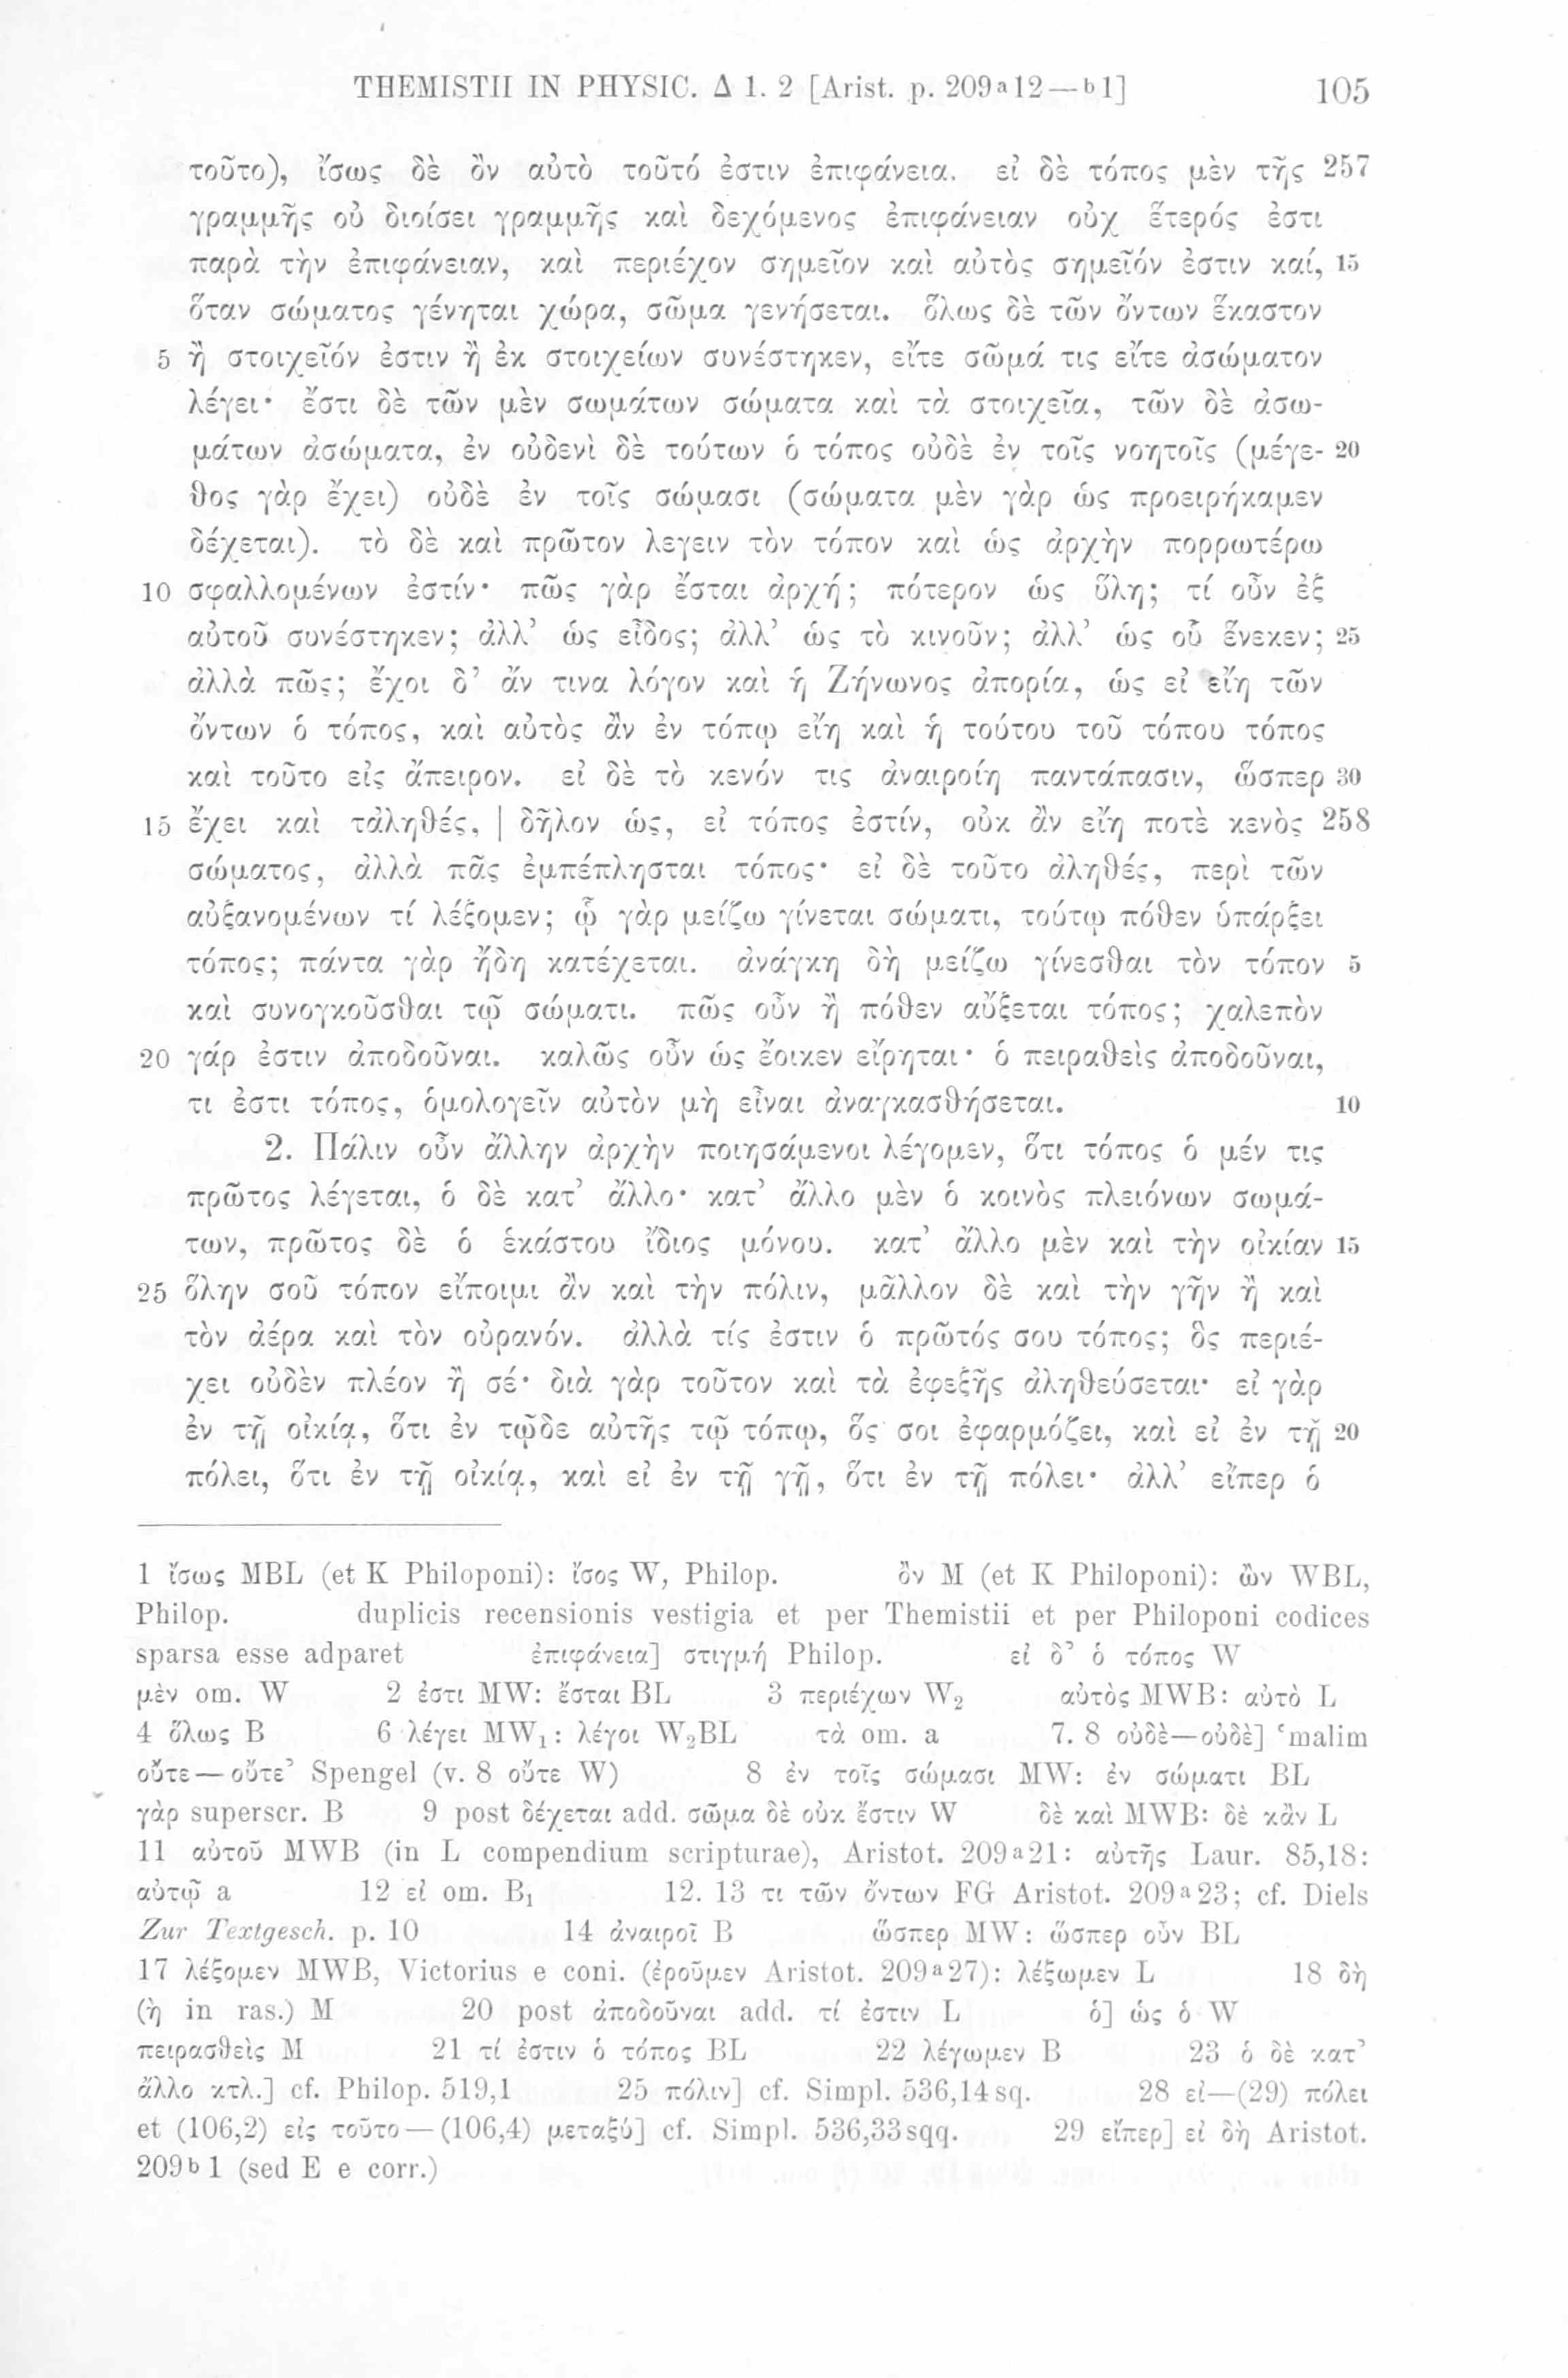 THEMISTII IN PHYSIC. Δ 1. 2 [Arist. p. 209a12—b1] 105
τοῦτο), ἴσως δὲ ὂν αὐτὸ τοῦτό ἐστιν ἐπιφάνεια. εἰ δὲ τόπος μὲν τῆς 257
γραμμῆς οὐ διοίσει γραμμῆς καὶ δεχόμενος ἐπιφάνειαν οὐχ ἕτερός ἐστι
παρὰ τὴν ἐπιφάνειαν, καὶ περιέχον σημεῖον καὶ αὐτὸς σημεῖόν ἐστιν καί, 15
ὅταν σώματος γένηται χώρα, σῶμα γενήσεται. ὅλως δὲ τῶν ὄντων ἕκαστον
5 ἢ στοιχεῖόν ἐστιν ἢ ἐκ στοιχείων συνέστηκεν, εἴτε σῶμά τις εἴτε ἀσώματον
λέγει· ἔστι δὲ τῶν μὲν σωμάτων σώματα καὶ τὰ στοιχεῖα, τῶν δὲ ἀσω-
μάτων ἀσώματα, ἐν οὐδενὶ δὲ τούτων ὁ τόπος οὐδὲ ἐν τοῖς νοητοῖς (μέγε- 20
θος γὰρ ἔχει) οὐδὲ ἐν τοῖς σώμασι (σώματα μὲν γὰρ ὡς προειρήκαμεν
δέχεται). τὸ δὲ καὶ πρῶτον λεγειν τὸν τόπον καὶ ὡς ἀρχὴν πορρωτέρω
10 σφαλλομένων ἐστίν· πῶς γὰρ ἔσται ἀρχή; πότερον ὡς ὕλη; τί οὖν ἐξ
αὐτοῦ συνέστηκεν; ἀλλ’ ὡς εἶδος; ἀλλ’ ὡς τὸ κινοῦν; ἀλλ’ ὡς οὗ ἕνεκεν; 25
ἀλλὰ πῶς; ἔχοι δ’ ἄν τινα λόγον καὶ ἡ Ζήνωνος ἀπορία, ὡς εἰ εἴη τῶν
ὄντων ὁ τόπος, καὶ αὐτὸς ἂν ἐν τόπῳ εἴη καὶ ἡ τούτου τοῦ τόπου τόπος
καὶ τοῦτο εἰς ἄπειρον. εἰ δὲ τὸ κενόν τις ἀναιροίη παντάπασιν, ὥσπερ 30
15 ἔχει καὶ τἀληθές, | δῆλον ὡς, εἰ τόπος ἐστίν, οὐκ ἂν εἴη ποτὲ κενὸς 258
σώματος, ἀλλὰ πᾶς ἐμπέπλησται τόπος· εἰ δὲ τοῦτο ἀληθές, περὶ τῶν
αὐξανομένων τί λέξομεν; ᾧ γὰρ μείζω γίνεται σώματι, τούτῳ πόθεν ὑπάρξει
τόπος; πάντα γὰρ ἤδη κατέχεται. ἀνάγκη δὴ μείζω γίνεσθαι τὸν τόπον 5
καὶ συνογκοῦσθαι τῷ σώματι. πῶς οὖν ἢ πόθεν αὔξεται τόπος; χαλεπὸν
20 γάρ ἐστιν ἀποδοῦναι. καλῶς οὖν ὡς ἔοικεν εἴρηται· ὁ πειραθεὶς ἀποδοῦναι,
τι ἐστι τόπος, ὁμολογεῖν αὐτὸν μὴ εἶναι ἀναγκασθήσεται. 10
2. Πάλιν οὖν ἄλλην ἀρχὴν ποιησάμενοι λέγομεν, ὅτι τόπος ὁ μέν τις
πρῶτος λέγεται, ὁ δὲ κατ’ ἄλλο· κατ’ ἄλλο μὲν ὁ κοινὸς πλειόνων σωμά-
των, πρῶτος δὲ ὁ ἑκάστου ἴδιος μόνου. κατ’ ἄλλο μὲν καὶ τὴν οἰκίαν 15
25 ὅλην σοῦ τόπον εἴποιμι ἂν καὶ τὴν πόλιν, μᾶλλον δὲ καὶ τὴν γῆν ἢ καὶ
τὸν ἀέρα καὶ τὸν οὐρανόν. ἀλλὰ τίς ἐστιν ὁ πρῶτός σου τόπος; ὃς περιέ-
χει οὐδὲν πλέον ἢ σέ· διὰ γὰρ τοῦτον καὶ τὰ ἐφεξῆς ἀληθεύσεται· εἰ γὰρ
ἐν τῇ οἰκίᾳ, ὅτι ἐν τῷδε αὐτῆς τῷ τόπῳ, ὅς σοι ἐφαρμόζει, καὶ εἰ ἐν τῇ 20
πόλει, ὅτι ἐν τῇ οἰκίᾳ, καὶ εἰ ἐν τῇ γῇ, ὅτι ἐν τῇ πόλει· ἀλλ’ εἴπερ ὁ
1 ἴσως MBL (et K Philoponi): ἴσος W, Philop. ὂν M (et K Philoponi): ὢν WBL,
Philop. duplicis recensionis vestigia et per Themistii et per Philoponi codices
sparsa esse adparet ἐπιφάνεια] στιγμή Philop. εἰ δ’ ὁ τόπος W
μὲν om. W 2 ἐστι MW: ἔσται BL 3 περιέχων W2 αὐτὸς MWB: αὐτὸ L
4 ὅλως B 6 λέγει MW1: λέγοι W2BL τὰ om. a 7. 8 οὐδὲ—οὐδὲ] ‘malim
οὔτε—οὔτε’ Spengel (v. 8 οὔτε W) 8 ἐν τοῖς σώμασι MW: ἐν σώματι BL
γὰρ superscr. B 9 post δέχεται add. σῶμα δὲ οὐκ ἔστιν W δὲ καὶ MWB: δὲ κἂν L
11 αὐτοῦ MWB (in L compendium scripturae), Aristot. 209a21: αὐτῆς Laur. 85,18:
αὐτῷ a 12 εἰ om. B1 12. 13 τι τῶν ὄντων FG Aristot. 209a23; cf. Diels
Zur Textgesch. p. 10 14 ἀναιροῖ B ὥσπερ MW: ὥσπερ οὖν BL
17 λέξομεν MWB, Victorius e coni. (ἐροῦμεν Aristot. 209a27): λέξωμεν L 18 δὴ
(ἡ in ras.) M 20 post ἀποδοῦναι add. τί ἐστιν L ὁ] ὡς ὁ W
πειρασθεὶς M 21 τί ἐστιν ὁ τόπος BL 22 λέγωμεν B 23 ὁ δὲ κατ’
ἄλλο κτλ.] cf. Philop. 519,1 25 πόλιν] cf. Simpl. 536,14sq. 28 εἰ—(29) πόλει
et (106,2) εἰς τοῦτο—(106,4) μεταξύ] cf. Simpl. 536,33sqq. 29 εἴπερ] εἰ δὴ Aristot.
209b1 (sed E e corr.)